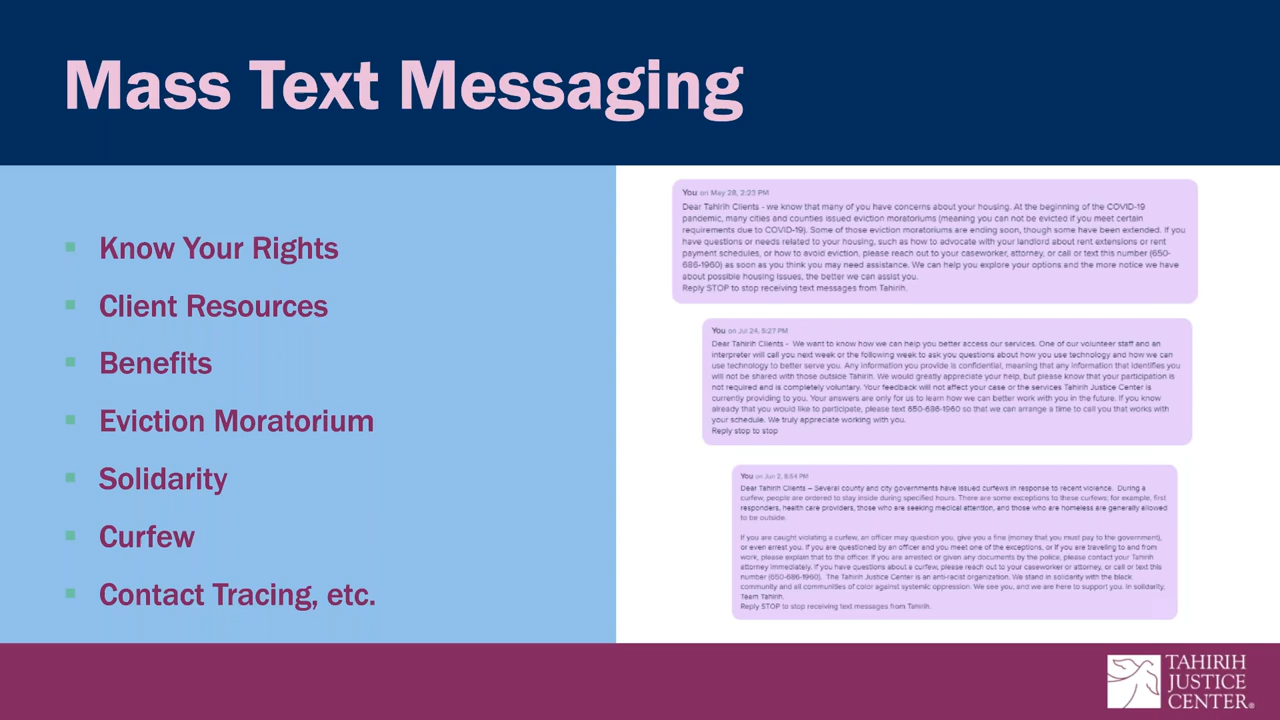 Mass Text Messaging
Know Your Rights
Client Resources
Benefits
Eviction Moratorium
Solidarity
Curfew
Contact Tracing, etc.
You on May 28, 2:23 PM
Dear Tahirih Clients - we know that many of you have concerns about your housing. At the beginning of the COVID-19
pandemic, many cities and counties issued eviction moratoriums (meaning you can not be evicted if you meet certain
requirements due to COVID-19). Some of those eviction moratoriums are ending soon, though some have been extended. If you
have questions or needs related to your housing, such as how to advocate with your landlord about rent extensions or rent
payment schedules, or how to avoid eviction, please reach out to your caseworker, attorney, or call or text this number (650-
686-1960) as soon as you think you may need assistance. We can help you explore your options and the more notice we have
about possible housing issues, the better we can assist you.
Reply STOP to stop receiving text messages from Tahirih.
You on Jul 24, 8:27 PM
Dear Tahirih Clients - We want to know how we can help you better access our services. One of our volunteer staff and an
interpreter will call you next week or the following week to ask you questions about how you use technology and how we can
use technology to better serve you. Any information you provide is confidential, meaning that any information that identifies you
will not be shared with those outside Tahirih. We would greatly appreciate your help, but please know that your participation is
not required and is completely voluntary. Your feedback will not affect your case or the services Tahirih Justice Center is
currently providing to you. Your answers are only for us to learn how we can better work with you in the future. If you know
already that you would like to participate, please text 650-686-1960 so that we can arrange a time to call you that works with
your schedule. We truly appreciate working with you.
Reply stop to stop
You on Jun 2, 8:54 PM
Dear Tahirih Clients – Several county and city governments have issued curfews in response to recent violence. During a
curfew, people are ordered to stay inside during specified hours. There are some exceptions to these curfews; for example, first
responders, health care providers, those who are seeking medical attention, and those who are homeless are generally allowed
to be outside.
If you are caught violating a curfew, an officer may question you, give you a fine (money that you must pay to the government),
or even arrest you. If you are questioned by an officer and you meet one of the exceptions, or if you are traveling to and from
work, please explain that to the officer. If you are arrested or given any documents by the police, please contact your Tahirih
attorney immediately. If you have questions about a curfew, please reach out to your caseworker or attorney, or call or text this
number (650-686-1960). The Tahirih Justice Center is an anti-racist organization. We stand in solidarity with the black
community and all communities of color against systemic oppression. We see you, and we are here to support you. In solidarity,
Team Tahirih.
Reply STOP to stop receiving text messages from Tahirih.
TAHIRIH
JUSTICE
CENTER®